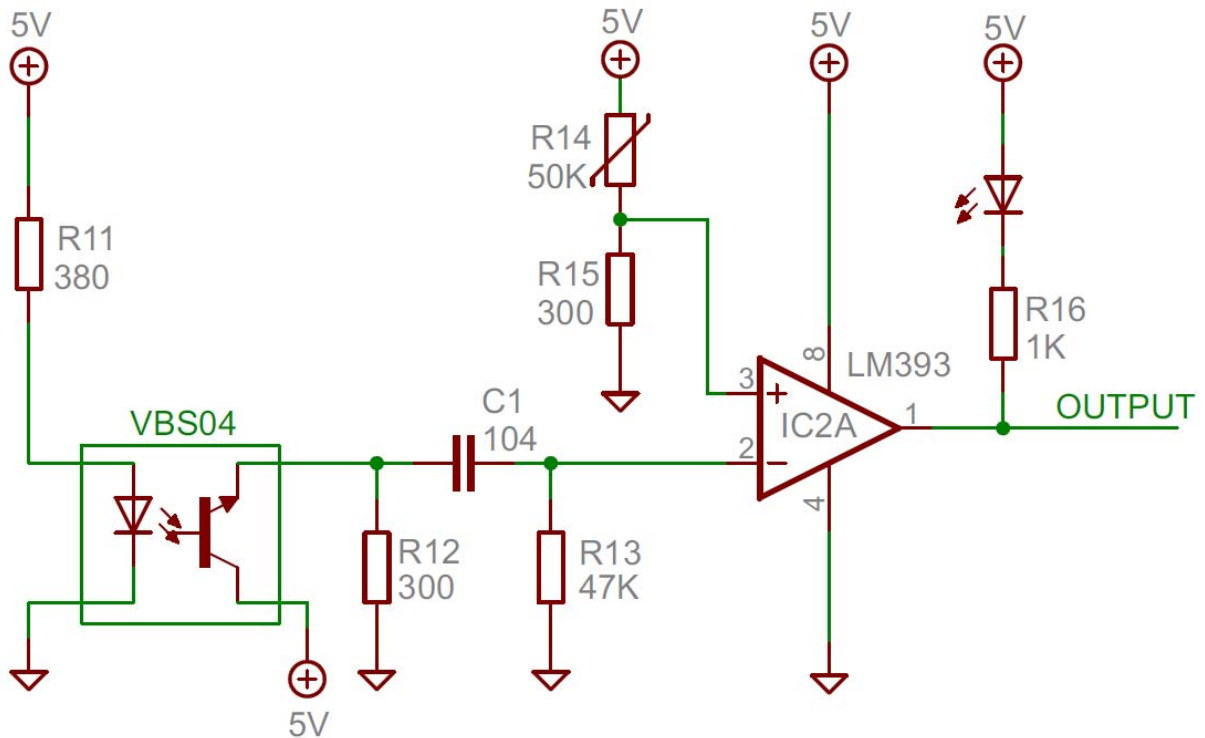 5V
5V
5V
5V
R14
50K
R11
380
R15
300
R16
1K
8
LM393
3
+
IC2A
1
OUTPUT
C1
104
VBS04
2
−
4
R12
300
R13
47K
5V